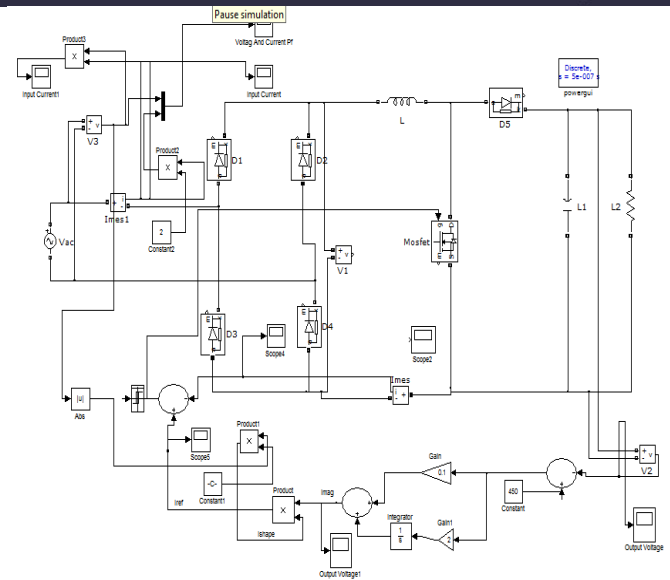 Pause simulation
Product3
X
Voltag And Current Pf
Input Current1
Input Current
Discrete,
s = 5e-007 s
powergui
+
-
v
V3
L
m
D5
Product2
X
D1
D2
L1
L2
+
i
-
Imes1
2
Constant2
Vac
Mosfet
g
D
m
S
+
-
v
V1
D3
D4
Scope4
Scope2
Imes
i
+
-
|u|
Abs
Product1
X
Scope5
-C-
Constant1
Iref
Ishape
Product
X
Imag
Gain
0.1
Integrator
1
s
Gain1
2
450
Constant
+
-
v
V2
Output Voltage
Output Voltage1